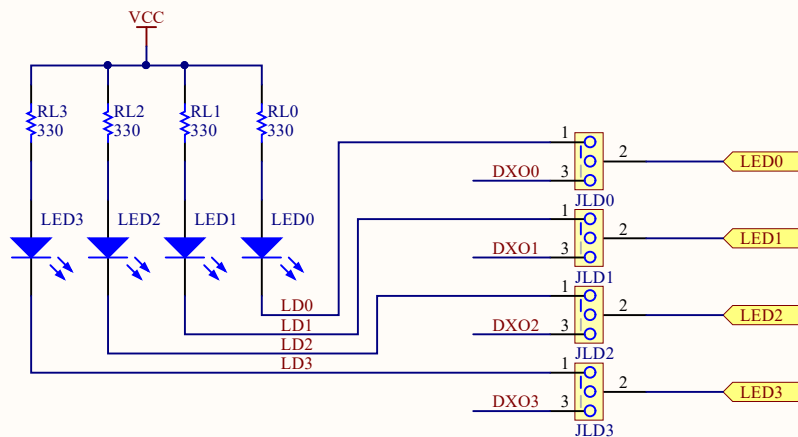 VCC
RL3 RL2 RL1 RL0
330 330 330 330
LED3 LED2 LED1 LED0
LD0
LD1
LD2
LD3
1
DXO0 3 2 LED0
JLD0
1
DXO1 3 2 LED1
JLD1
1
DXO2 3 2 LED2
JLD2
1
DXO3 3 2 LED3
JLD3